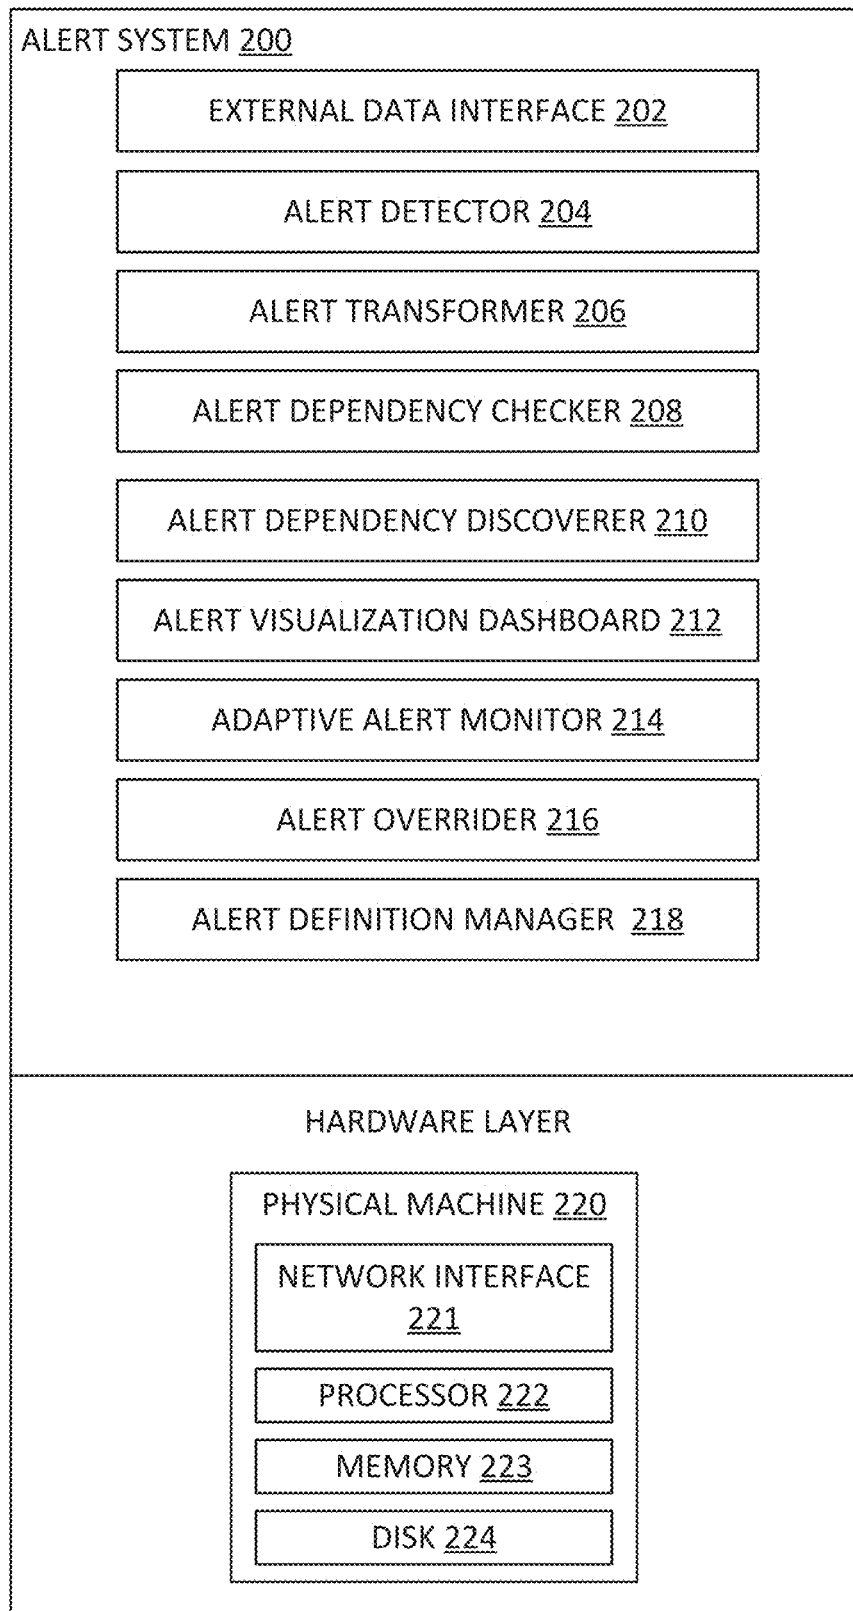 ALERT SYSTEM 200
EXTERNAL DATA INTERFACE 202
ALERT DETECTOR 204
ALERT TRANSFORMER 206
ALERT DEPENDENCY CHECKER 208
ALERT DEPENDENCY DISCOVERER 210
ALERT VISUALIZATION DASHBOARD 212
ADAPTIVE ALERT MONITOR 214
ALERT OVERRIDER 216
ALERT DEFINITION MANAGER 218
HARDWARE LAYER
PHYSICAL MACHINE 220
NETWORK INTERFACE
221
PROCESSOR 222
MEMORY 223
DISK 224